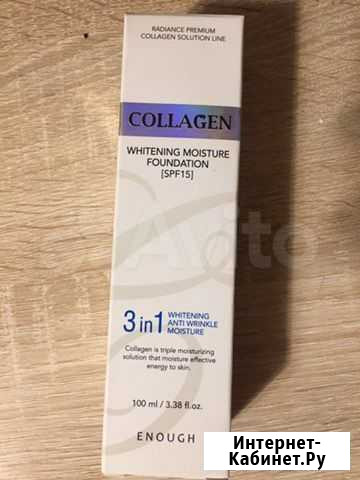 RADIANCE PREMIUM
COLLAGEN SOLUTION LINE
COLLAGEN
WHITENING MOISTURE
FOUNDATION
[SPF15]
3 in 1
WHITENING
ANTI WRINKLE
MOISTURE
Collagen is triple moisturizing
solution that moisture effective
energy to skin.
100 ml / 3.38 fl.oz.
ENOUGH
Avito
Интернет-
Кабинет.Ру